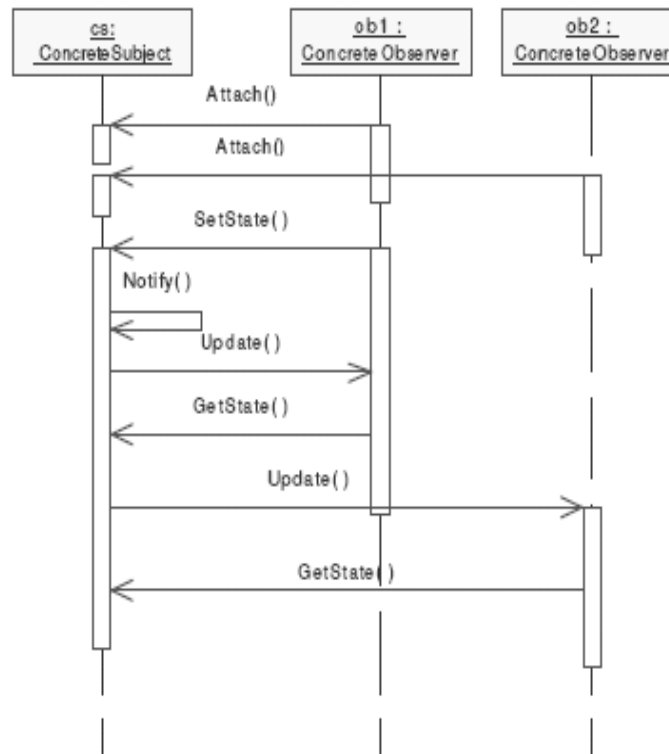 cs:
ConcreteSubject
ob1 :
ConcreteObserver
ob2 :
ConcreteObserver
Attach()
Attach()
SetState()
Notify()
Update()
GetState()
Update()
GetState()